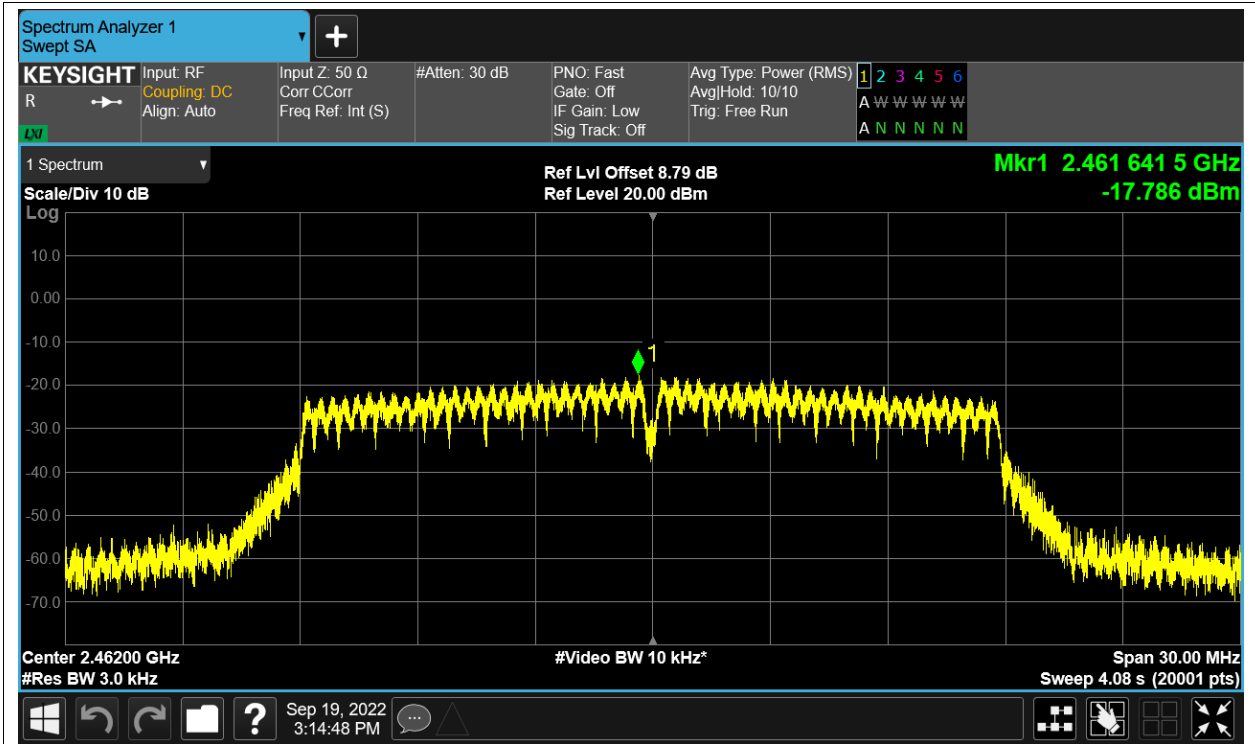 Spectrum Analyzer 1
Swept SA
KEYSIGHT
R
LXI
Input: RF
Coupling: DC
Align: Auto
Input Z: 50 Ω
Corr CCorr
Freq Ref: Int (S)
#Atten: 30 dB
PNO: Fast
Gate: Off
IF Gain: Low
Sig Track: Off
Avg Type: Power (RMS)
Avg|Hold: 10/10
Trig: Free Run
1 2 3 4 5 6
A W W W W W
A N N N N N
1 Spectrum
Scale/Div 10 dB
Log
Ref Lvl Offset 8.79 dB
Ref Level 20.00 dBm
Mkr1 2.461 641 5 GHz
-17.786 dBm
10.0
0.00
-10.0
-20.0
-30.0
-40.0
-50.0
-60.0
-70.0
1
Center 2.46200 GHz
#Res BW 3.0 kHz
#Video BW 10 kHz*
Span 30.00 MHz
Sweep 4.08 s (20001 pts)
?
Sep 19, 2022
3:14:48 PM